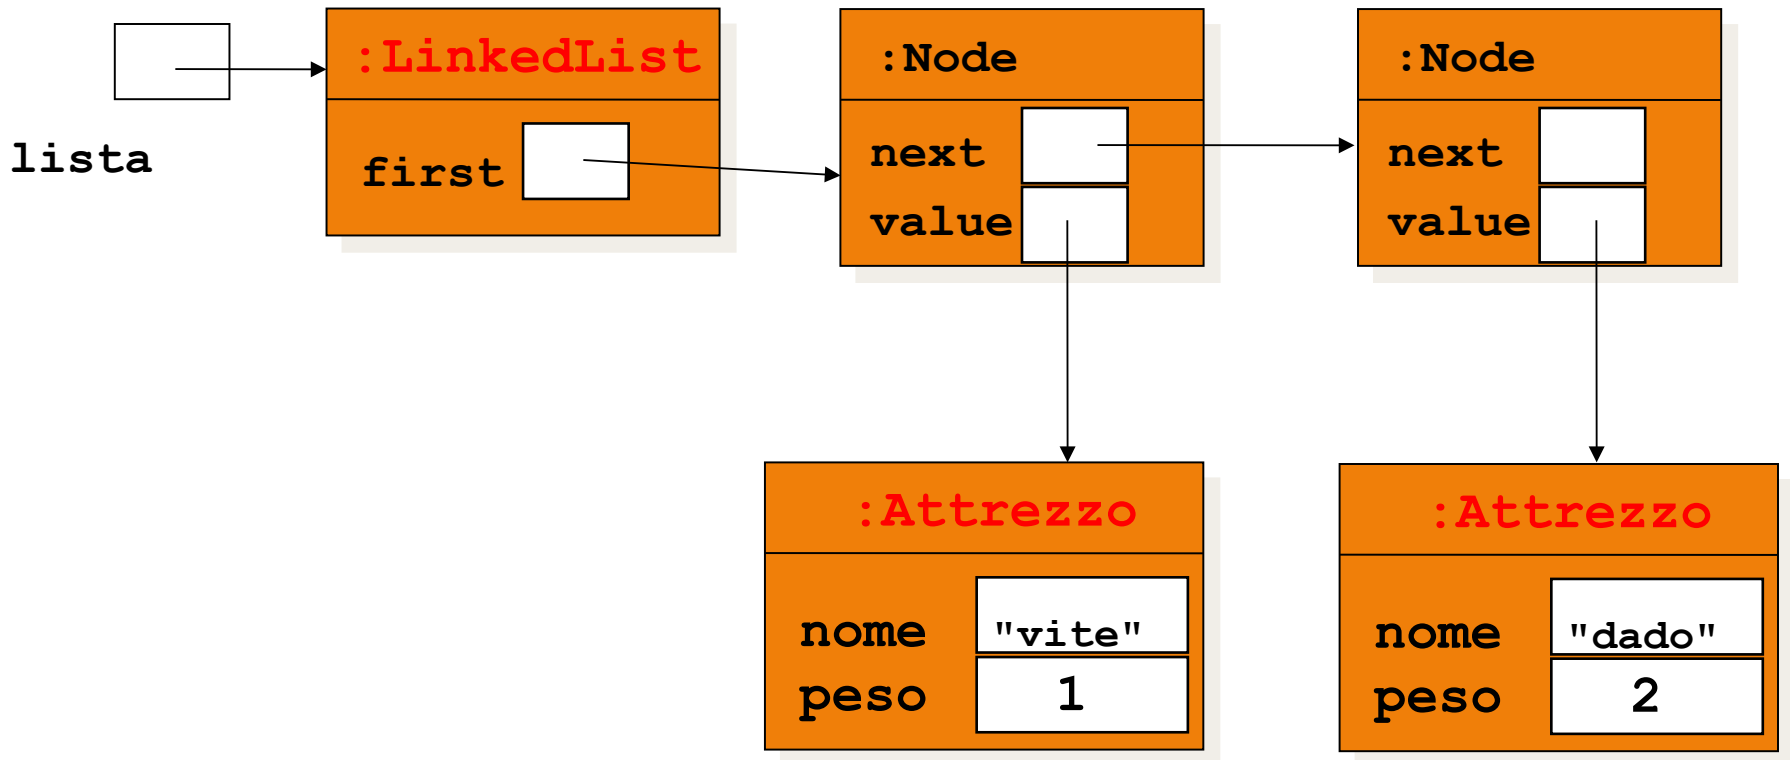 :LinkedList
:Node
:Node
lista
first
next
value
next
value
:Attrezzo
:Attrezzo
nome "vite"
peso 1
nome "dado"
peso 2